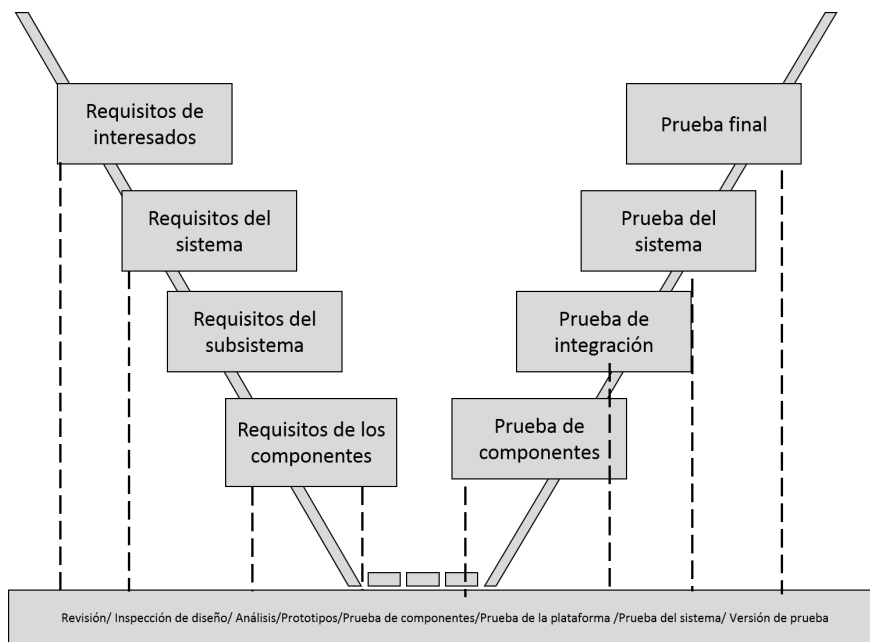 Requisitos de
interesados
Prueba final
Requisitos del
sistema
Prueba del
sistema
Requisitos del
subsistema
Prueba de
integración
Requisitos de los
componentes
Prueba de
componentes
Revisión/ Inspección de diseño/ Análisis/Prototipos/Prueba de componentes/Prueba de la plataforma /Prueba del sistema/ Versión de prueba